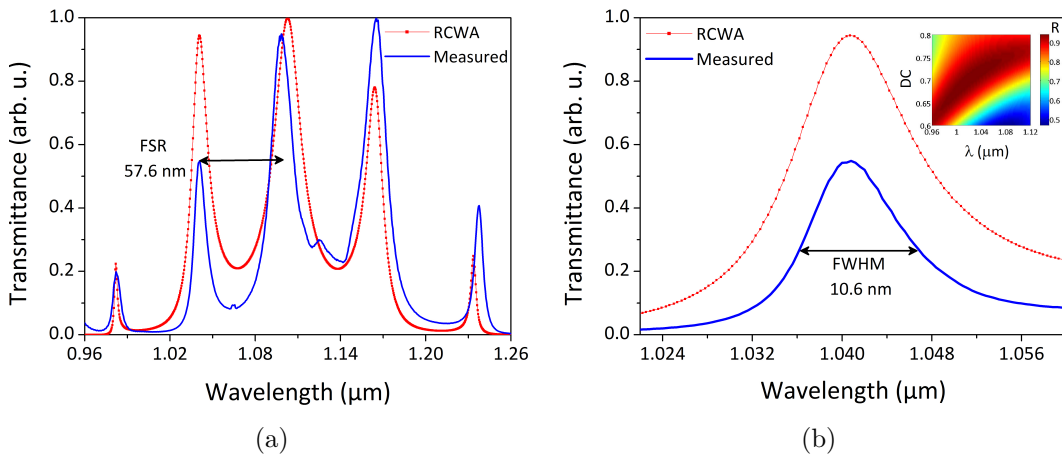 1.0
0.8
0.6
0.4
0.2
0.0
Transmittance (arb. u.)
RCWA
Measured
FSR
57.6 nm
0.96
1.02
1.08
1.14
1.20
1.26
Wavelength (μm)
(a)
1.0
0.8
0.6
0.4
0.2
0.0
Transmittance (arb. u.)
RCWA
Measured
FWHM
10.6 nm
1.024
1.032
1.040
1.048
1.056
Wavelength (μm)
0.8
0.7
0.6
DC
0.96
1
1.04
1.08
1.12
λ (μm)
R
0.9
0.8
0.7
0.6
0.5
(b)